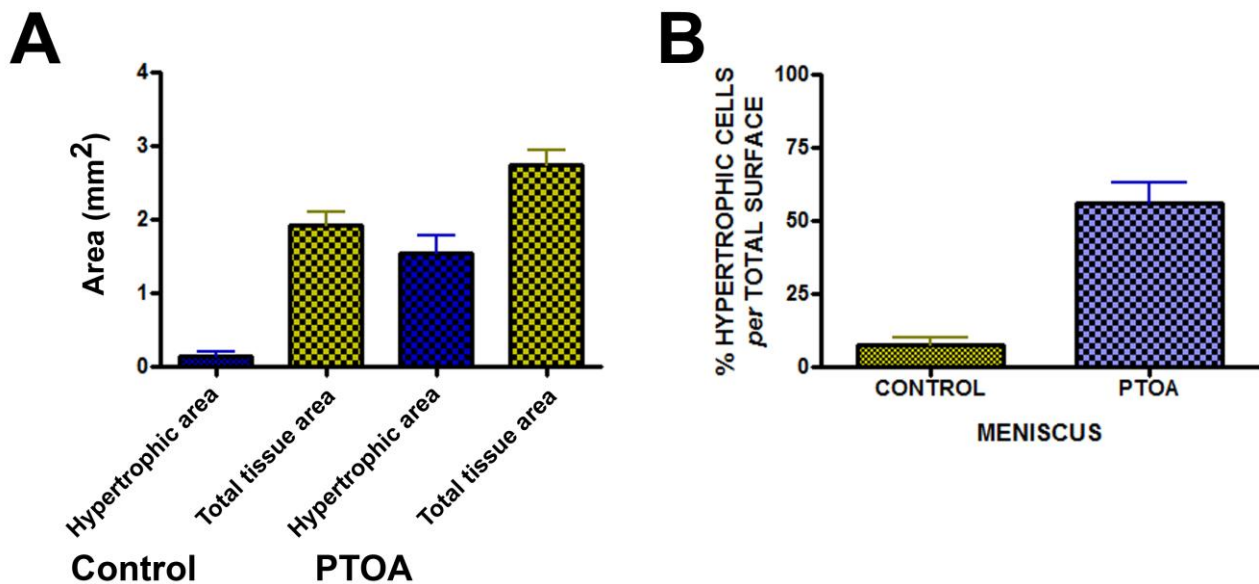 A
Area (mm²)
4
3
2
1
0
Hypertrophic area
Total tissue area
Hypertrophic area
Total tissue area
Control
PTOA
B
% HYPERTROPHIC CELLS
per TOTAL SURFACE
100
75
50
25
0
CONTROL
PTOA
MENISCUS